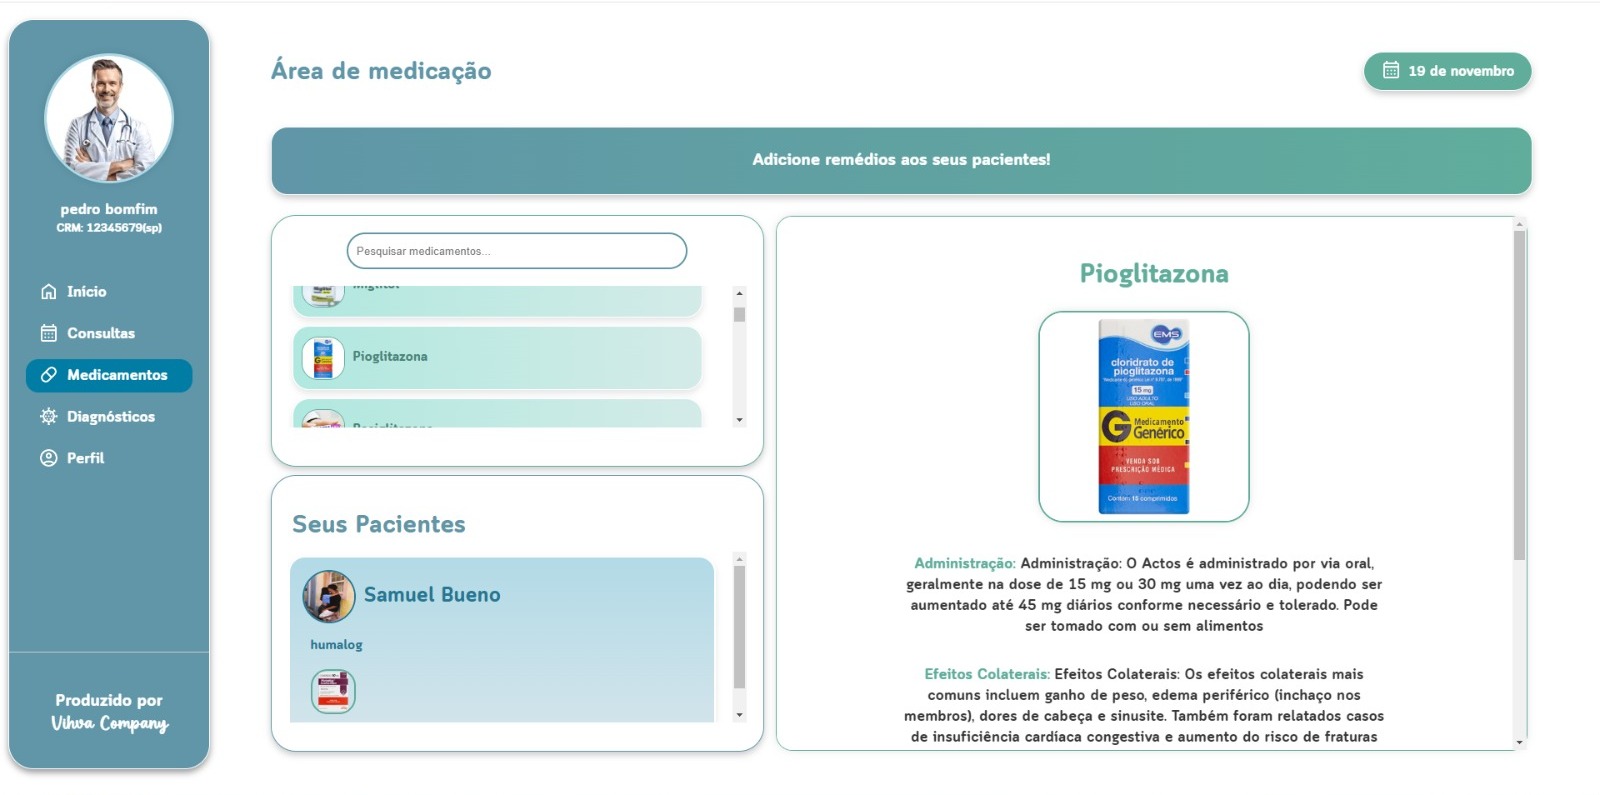 pedro bomfim
CRM: 12345679(sp)
Início
Consultas
Medicamentos
Diagnósticos
Perfil
Produzido por
Vihva Company
Área de medicação
19 de novembro
Adicione remédios aos seus pacientes!
Pesquisar medicamentos...
Miglitol
Pioglitazona
Seus Pacientes
Samuel Bueno
humalog
Pioglitazona
EMS
cloridrato de
pioglitazona
15 mg
USO ADULTO
USO ORAL
G Medicamento
Genérico
VENDA SOB
PRESCRIÇÃO MÉDICA
Contém 15 comprimidos
Administração: Administração: O Actos é administrado por via oral,
geralmente na dose de 15 mg ou 30 mg uma vez ao dia, podendo ser
aumentado até 45 mg diários conforme necessário e tolerado. Pode
ser tomado com ou sem alimentos
Efeitos Colaterais: Efeitos Colaterais: Os efeitos colaterais mais
comuns incluem ganho de peso, edema periférico (inchaço nos
membros), dores de cabeça e sinusite. Também foram relatados casos
de insuficiência cardíaca congestiva e aumento do risco de fraturas